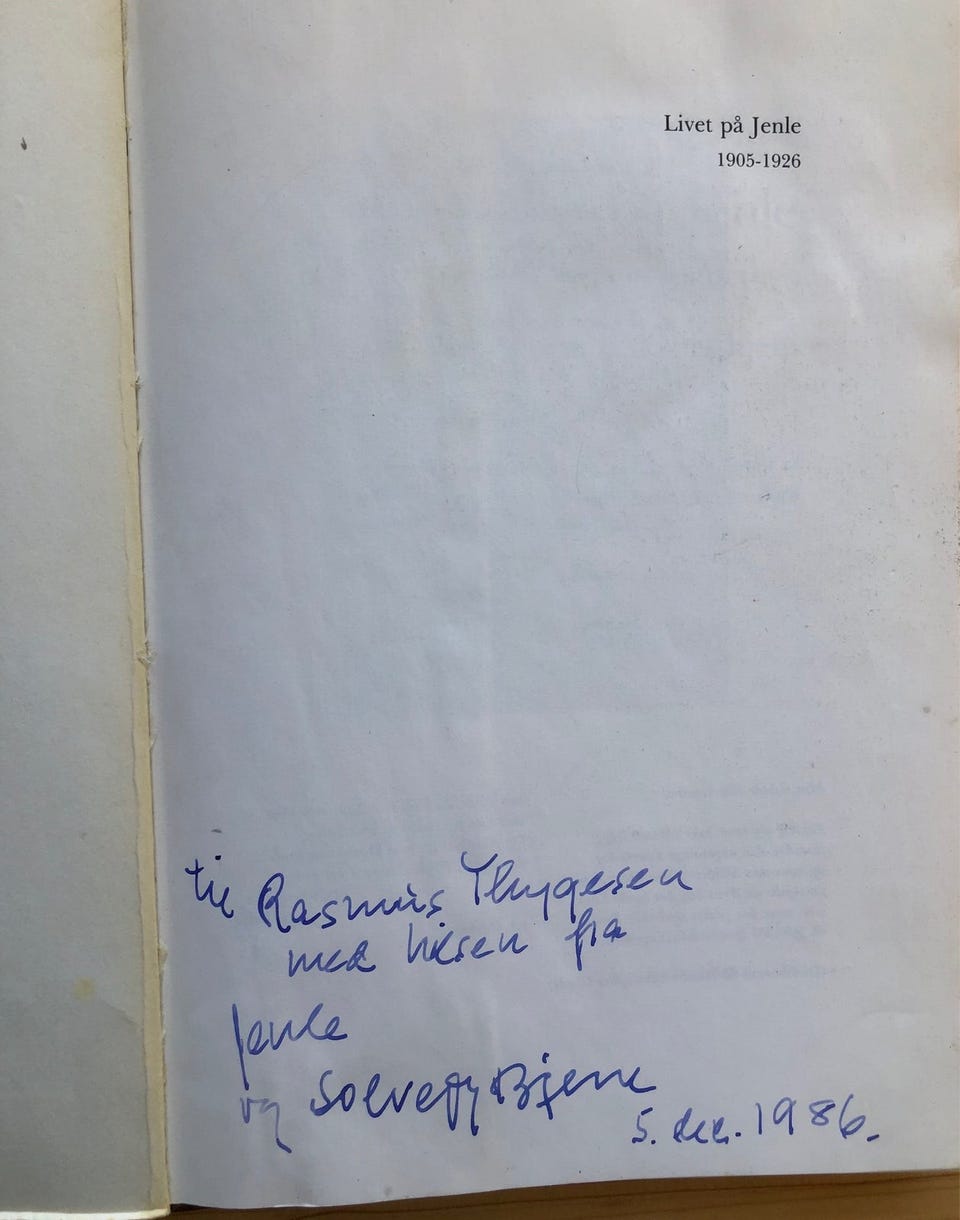 Livet på Jenle
1905-1926
til Rasmus Thygesen
med hilsen fra
Jenle
og Solvejg Bjerre
5. dec. 1986.